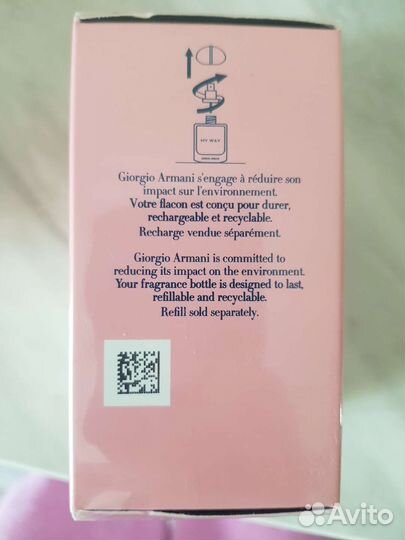 MY WAY
Giorgio Armani s'engage à réduire son
impact sur l'environnement.
Votre flacon est conçu pour durer,
rechargeable et recyclable.
Recharge vendue séparément.
Giorgio Armani is committed to
reducing its impact on the environment.
Your fragrance bottle is designed to last,
refillable and recyclable.
Refill sold separately.
Avito